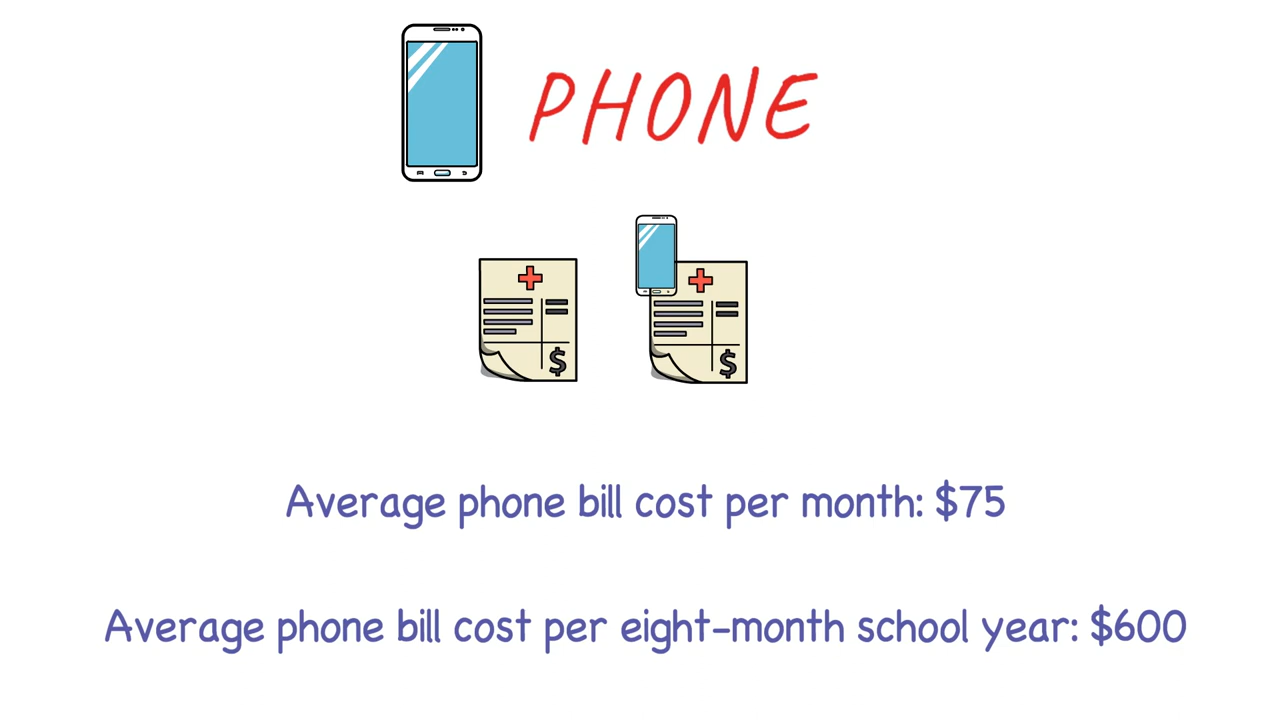 PHONE
$ $
Average phone bill cost per month: $75
Average phone bill cost per eight-month school year: $600